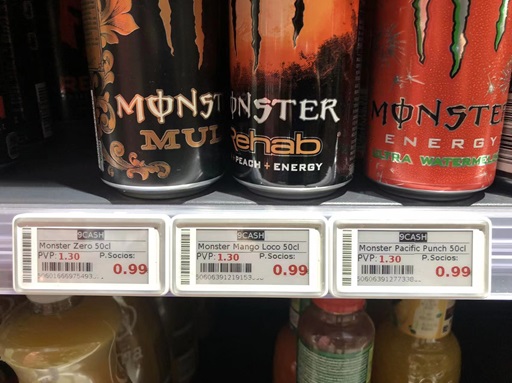 MONST
MUL
MONSTER
Rehab
PEACH + ENERGY
MONSTER
ENERGY
WATERMEL
9CASH
Monster Zero 50cl
PVP: 1.30 P.Socios:
0.99
9CASH
Monster Mango Loco 50cl
PVP: 1.30 P.Socios:
0.99
9CASH
Monster Pacific Punch 50cl
PVP: 1.30 P.Socios:
0.99